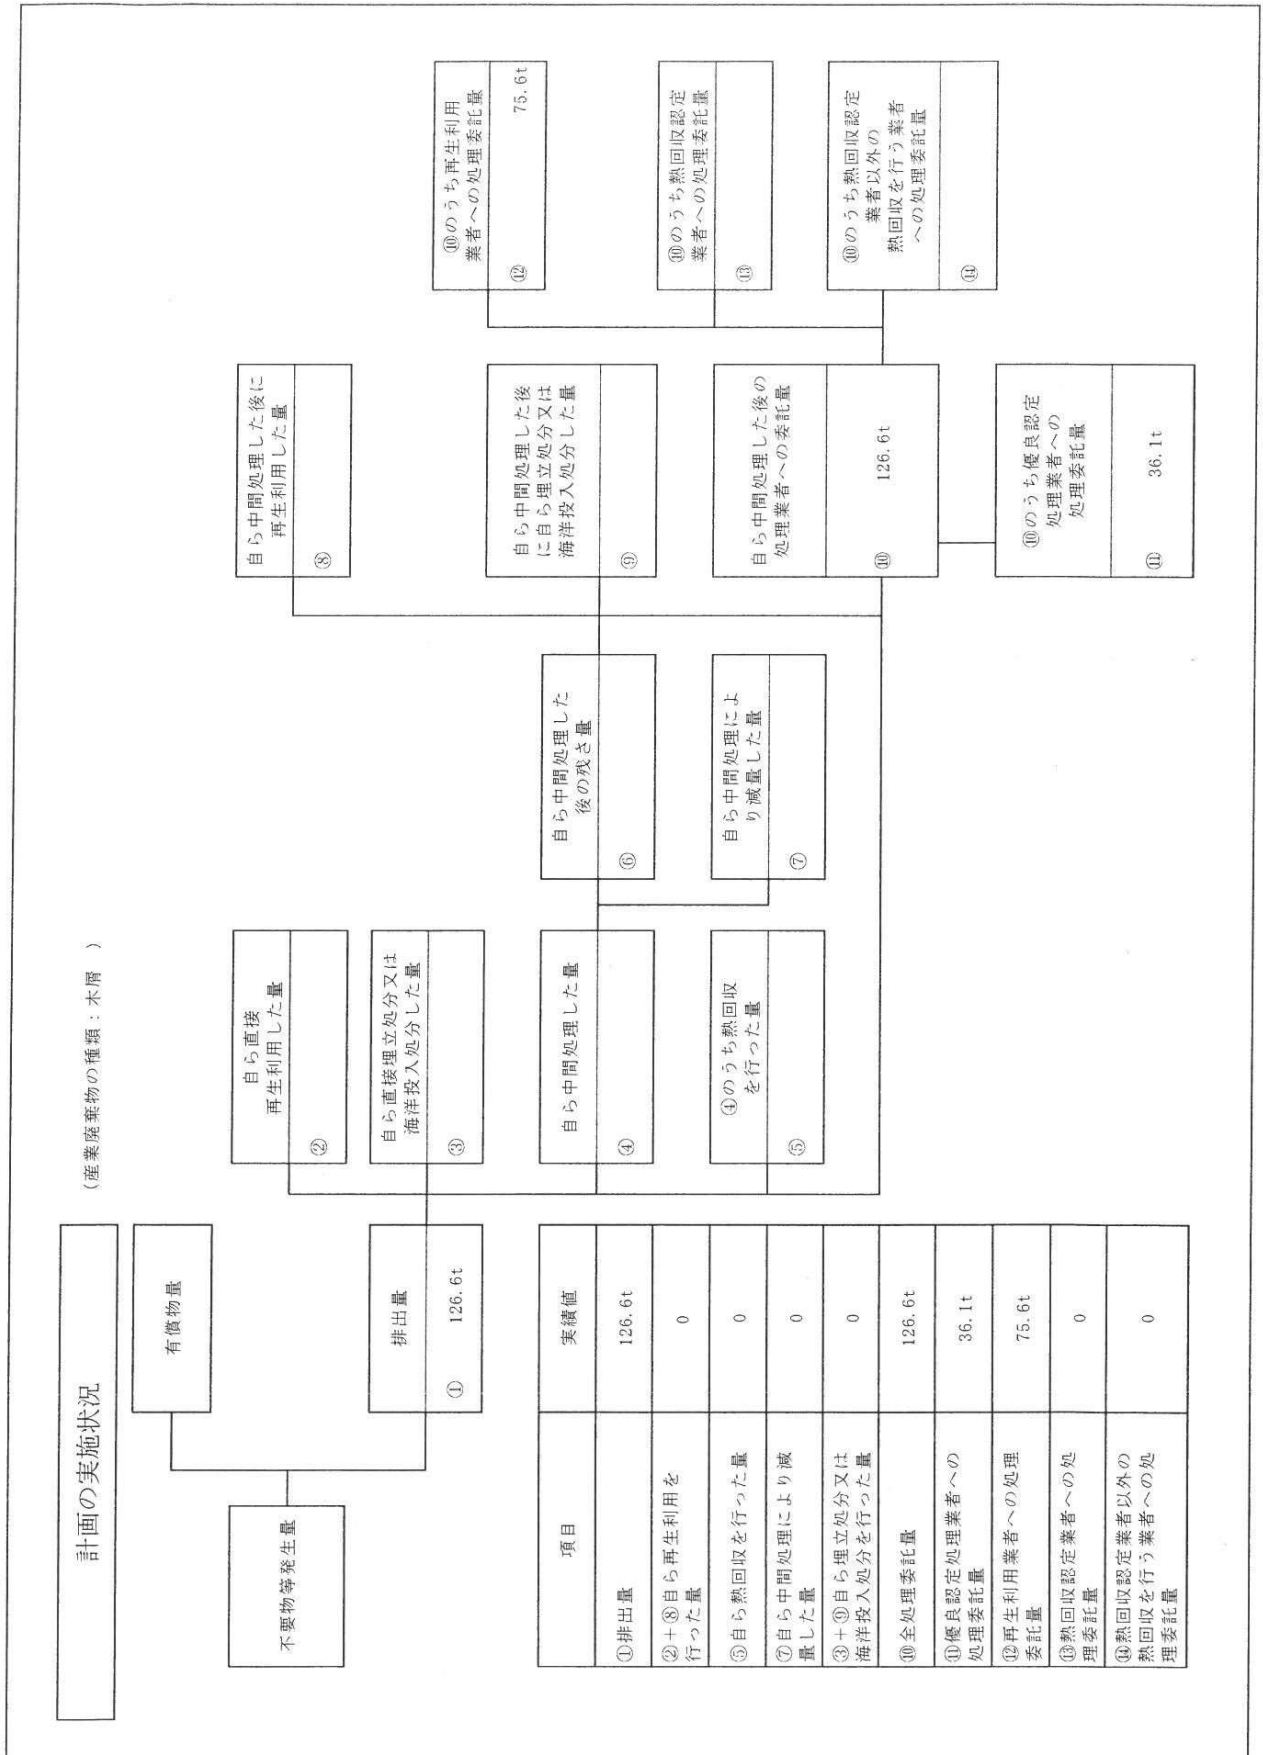 計画の実施状況
(産業廃棄物の種類：木屑 )
不要物等発生量
有償物量
排出量
① 126.6t
自ら直接
再生利用した量
②
自ら直接埋立処分又は
海洋投入処分した量
③
自ら中間処理した量
④
④のうち熱回収
を行った量
⑤
自ら中間処理した
後の残さ量
⑥
自ら中間処理によ
り減量した量
⑦
自ら中間処理した後に
再生利用した量
⑧
自ら中間処理した後
に自ら埋立処分又は
海洋投入処分した量
⑨
自ら中間処理した後の
処理業者への委託量
⑩ 126.6t
⑩のうち優良認定
処理業者への
処理委託量
⑪ 36.1t
⑩のうち再生利用
業者への処理委託量
⑫ 75.6t
⑩のうち熱回収認定
業者への処理委託量
⑬
⑩のうち熱回収認定
業者以外の
熱回収を行う業者
への処理委託量
⑭
項目 実績値
①排出量 126.6t
②+⑧自ら再生利用を
行った量 0
⑤自ら熱回収を行った量 0
⑦自ら中間処理により減
量した量 0
③+⑨自ら埋立処分又は
海洋投入処分を行った量 0
⑩全処理委託量 126.6t
⑪優良認定処理業者への
処理委託量 36.1t
⑫再生利用業者への処理
委託量 75.6t
⑬熱回収認定業者への処
理委託量 0
⑭熱回収認定業者以外の
熱回収を行う業者への処
理委託量 0